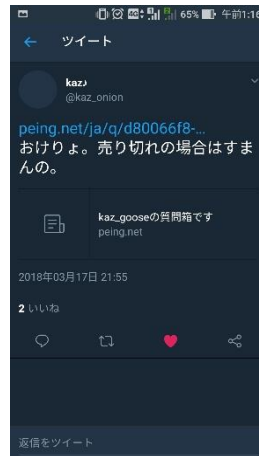 65% 午前1:16
ツイート
kaz♪
@kaz_onion
peing.net/ja/q/d80066f8-...
おけりょ。売り切れの場合はすま
んの。
kaz_gooseの質問箱です
peing.net
2018年03月17日 21:55
2 いいね
返信をツイート